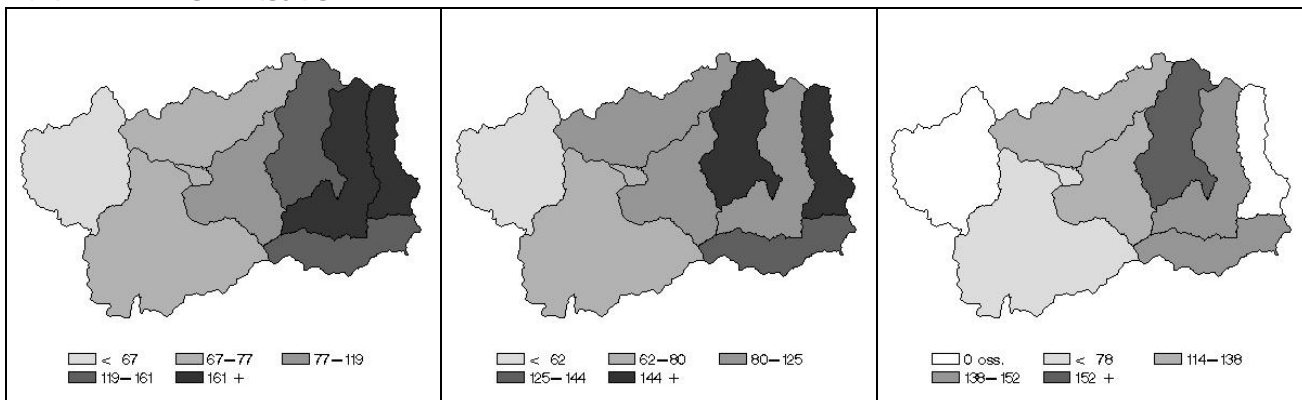 < 67 67-77 77-119
119-161 161 +
< 62 62-80 80-125
125-144 144 +
0 oss. < 78 114-138
138-152 152 +